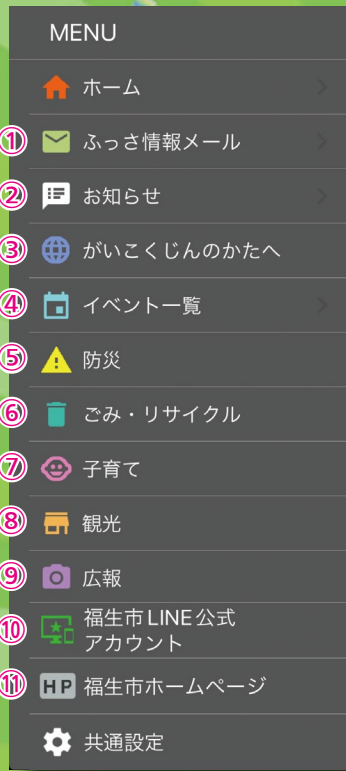 MENU
ホーム
① ふっさ情報メール
② お知らせ
③ がいこくじんのかたへ
④ イベント一覧
⑤ 防災
⑥ ごみ・リサイクル
⑦ 子育て
⑧ 観光
⑨ 広報
⑩ 福生市LINE公式
アカウント
⑪ HP 福生市ホームページ
共通設定